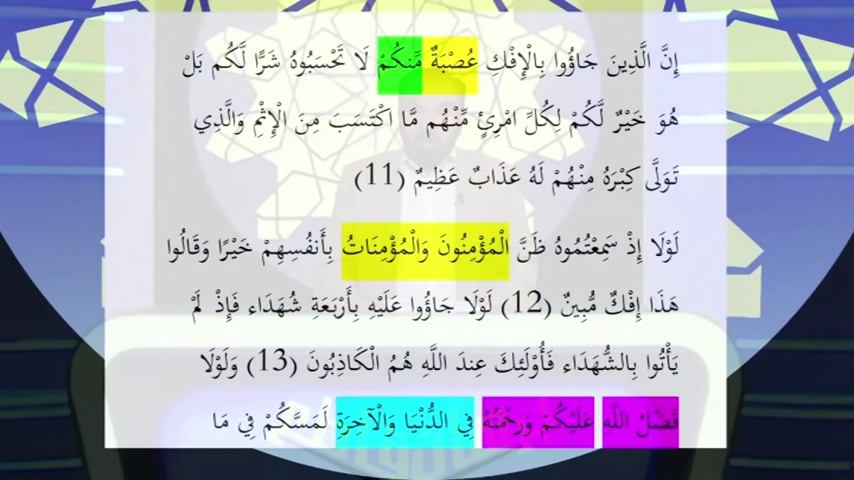 إِنَّ الَّذِينَ جَاؤُوا بِالْإِفْكِ عُصْبَةٌ مِّنكُمْ لَا تَحْسَبُوهُ شَرًّا لَّكُم بَلْ
هُوَ خَيْرٌ لَّكُمْ لِكُلِّ امْرِئٍ مِّنْهُم مَّا اكْتَسَبَ مِنَ الْإِثْمِ وَالَّذِي
تَوَلَّى كِبْرَهُ مِنْهُمْ لَهُ عَذَابٌ عَظِيمٌ (11)
لَوْلَا إِذْ سَمِعْتُمُوهُ ظَنَّ الْمُؤْمِنُونَ وَالْمُؤْمِنَاتُ بِأَنفُسِهِمْ خَيْرًا وَقَالُوا
هَذَا إِفْكٌ مُّبِينٌ (12) لَوْلَا جَاؤُوا عَلَيْهِ بِأَرْبَعَةِ شُهَدَاء فَإِذْ لَمْ
يَأْتُوا بِالشُّهَدَاء فَأُوْلَئِكَ عِندَ اللَّهِ هُمُ الْكَاذِبُونَ (13) وَلَوْلَا
فَضْلُ اللَّهِ عَلَيْكُمْ وَرَحْمَتُهُ فِي الدُّنْيَا وَالْآخِرَةِ لَمَسَّكُمْ فِي مَا